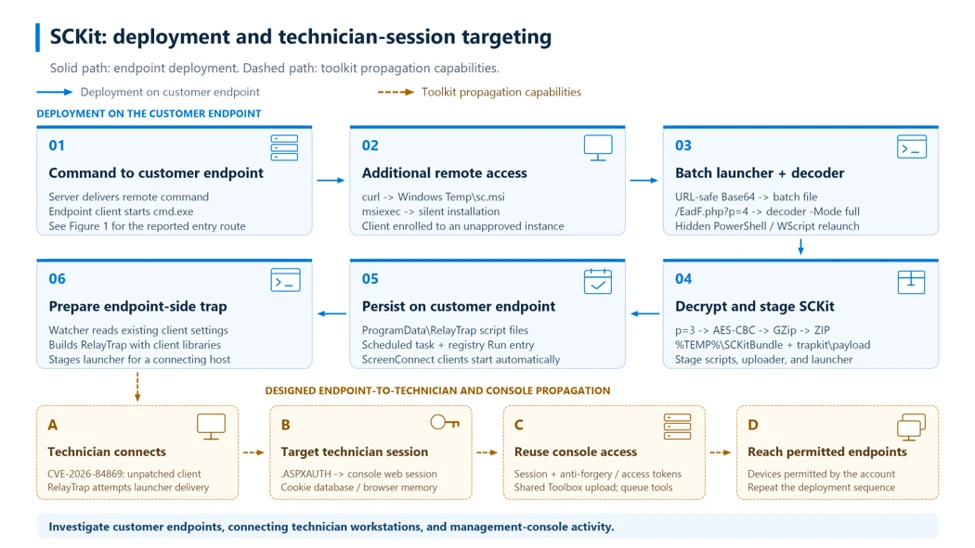 SCKit: deployment and technician-session targeting
Solid path: endpoint deployment. Dashed path: toolkit propagation capabilities.
Deployment on customer endpoint
Toolkit propagation capabilities
DEPLOYMENT ON THE CUSTOMER ENDPOINT
01
Command to customer endpoint
Server delivers remote command
Endpoint client starts cmd.exe
See Figure 1 for the reported entry route
02
Additional remote access
curl -> Windows Temp\sc.msi
msiexec -> silent installation
Client enrolled to an unapproved instance
03
Batch launcher + decoder
URL-safe Base64 -> batch file
/EadF.php?p=4 -> decoder -Mode full
Hidden PowerShell / WScript relaunch
04
Decrypt and stage SCKit
p=3 -> AES-CBC -> GZip -> ZIP
%TEMP%\SCKitBundle + trapkit\payload
Stage scripts, uploader, and launcher
05
Persist on customer endpoint
ProgramData\RelayTrap script files
Scheduled task + registry Run entry
ScreenConnect clients start automatically
06
Prepare endpoint-side trap
Watcher reads existing client settings
Builds RelayTrap with client libraries
Stages launcher for a connecting host
DESIGNED ENDPOINT-TO-TECHNICIAN AND CONSOLE PROPAGATION
A
Technician connects
CVE-2026-84869: unpatched client
RelayTrap attempts launcher delivery
B
Target technician session
.ASPXAUTH -> console web session
Cookie database / browser memory
C
Reuse console access
Session + anti-forgery / access tokens
Shared Toolbox upload; queue tools
D
Reach permitted endpoints
Devices permitted by the account
Repeat the deployment sequence
Investigate customer endpoints, connecting technician workstations, and management-console activity.